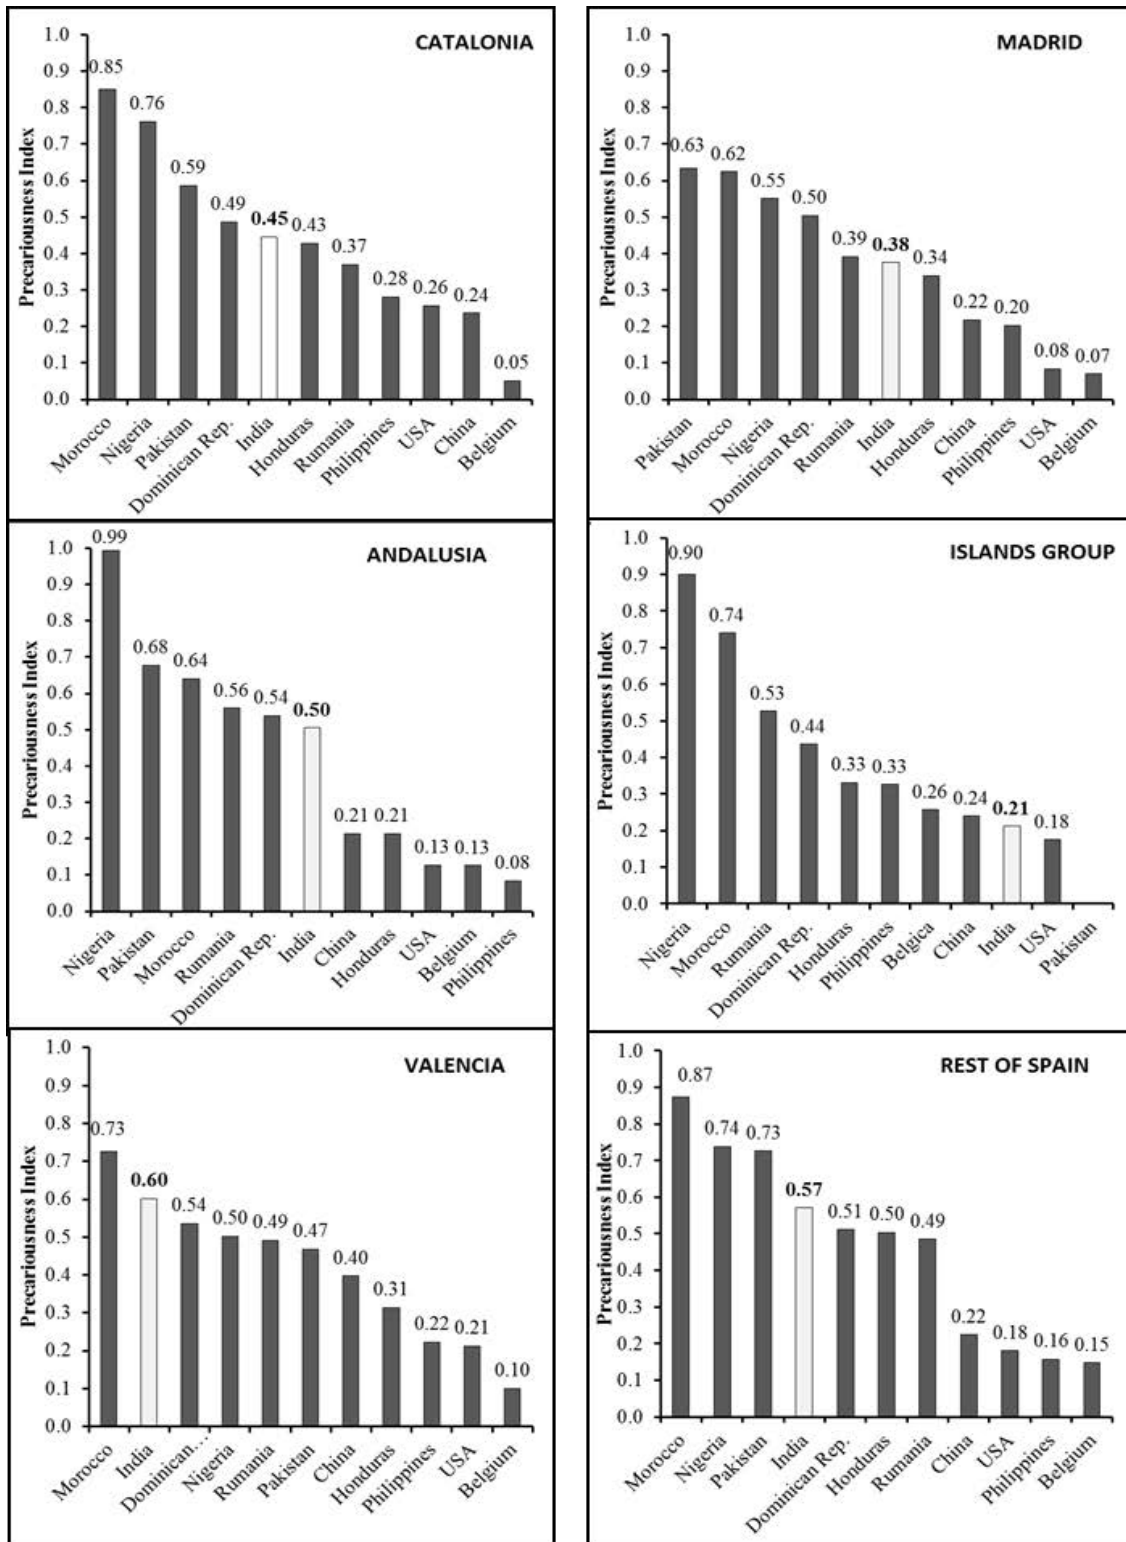 CATALONIA
Precariousness Index
1.0
0.9
0.8
0.7
0.6
0.5
0.4
0.3
0.2
0.1
0.0
0.85
0.76
0.59
0.49
0.45
0.43
0.37
0.28
0.26
0.24
0.05
Morocco
Nigeria
Pakistan
Dominican Rep.
India
Honduras
Rumania
Philippines
USA
China
Belgium
MADRID
Precariousness Index
1.0
0.9
0.8
0.7
0.6
0.5
0.4
0.3
0.2
0.1
0.0
0.63
0.62
0.55
0.50
0.39
0.38
0.34
0.22
0.20
0.08
0.07
Pakistan
Morocco
Nigeria
Dominican Rep.
Rumania
India
Honduras
China
Philippines
USA
Belgium
ANDALUSIA
Precariousness Index
1.0
0.9
0.8
0.7
0.6
0.5
0.4
0.3
0.2
0.1
0.0
0.99
0.68
0.64
0.56
0.54
0.50
0.21
0.21
0.13
0.13
0.08
Nigeria
Pakistan
Morocco
Rumania
Dominican Rep.
India
China
Honduras
USA
Belgium
Philippines
ISLANDS GROUP
Precariousness Index
1.0
0.9
0.8
0.7
0.6
0.5
0.4
0.3
0.2
0.1
0.0
0.90
0.74
0.53
0.44
0.33
0.33
0.26
0.24
0.21
0.18
Nigeria
Morocco
Rumania
Dominican Rep.
Honduras
Philippines
Belgica
China
India
USA
Pakistan
VALENCIA
Precariousness Index
1.0
0.9
0.8
0.7
0.6
0.5
0.4
0.3
0.2
0.1
0.0
0.73
0.60
0.54
0.50
0.49
0.47
0.40
0.31
0.22
0.21
0.10
Morocco
India
Dominican...
Nigeria
Rumania
Pakistan
China
Honduras
Philippines
USA
Belgium
REST OF SPAIN
Precariousness Index
1.0
0.9
0.8
0.7
0.6
0.5
0.4
0.3
0.2
0.1
0.0
0.87
0.74
0.73
0.57
0.51
0.50
0.49
0.22
0.18
0.16
0.15
Morocco
Nigeria
Pakistan
India
Dominican Rep.
Honduras
Rumania
China
USA
Philippines
Belgium